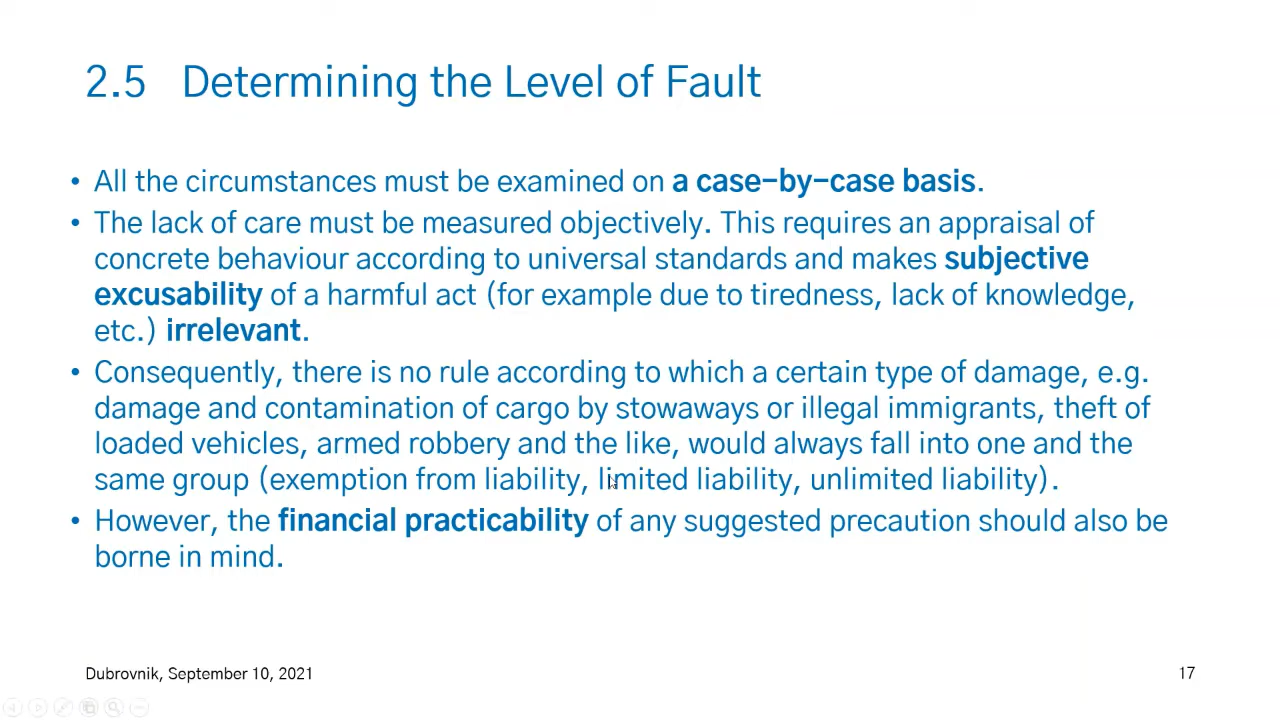 2.5 Determining the Level of Fault
• All the circumstances must be examined on a case-by-case basis.
• The lack of care must be measured objectively. This requires an appraisal of
concrete behaviour according to universal standards and makes subjective
excusability of a harmful act (for example due to tiredness, lack of knowledge,
etc.) irrelevant.
• Consequently, there is no rule according to which a certain type of damage, e.g.
damage and contamination of cargo by stowaways or illegal immigrants, theft of
loaded vehicles, armed robbery and the like, would always fall into one and the
same group (exemption from liability, limited liability, unlimited liability).
• However, the financial practicability of any suggested precaution should also be
borne in mind.
Dubrovnik, September 10, 2021
17